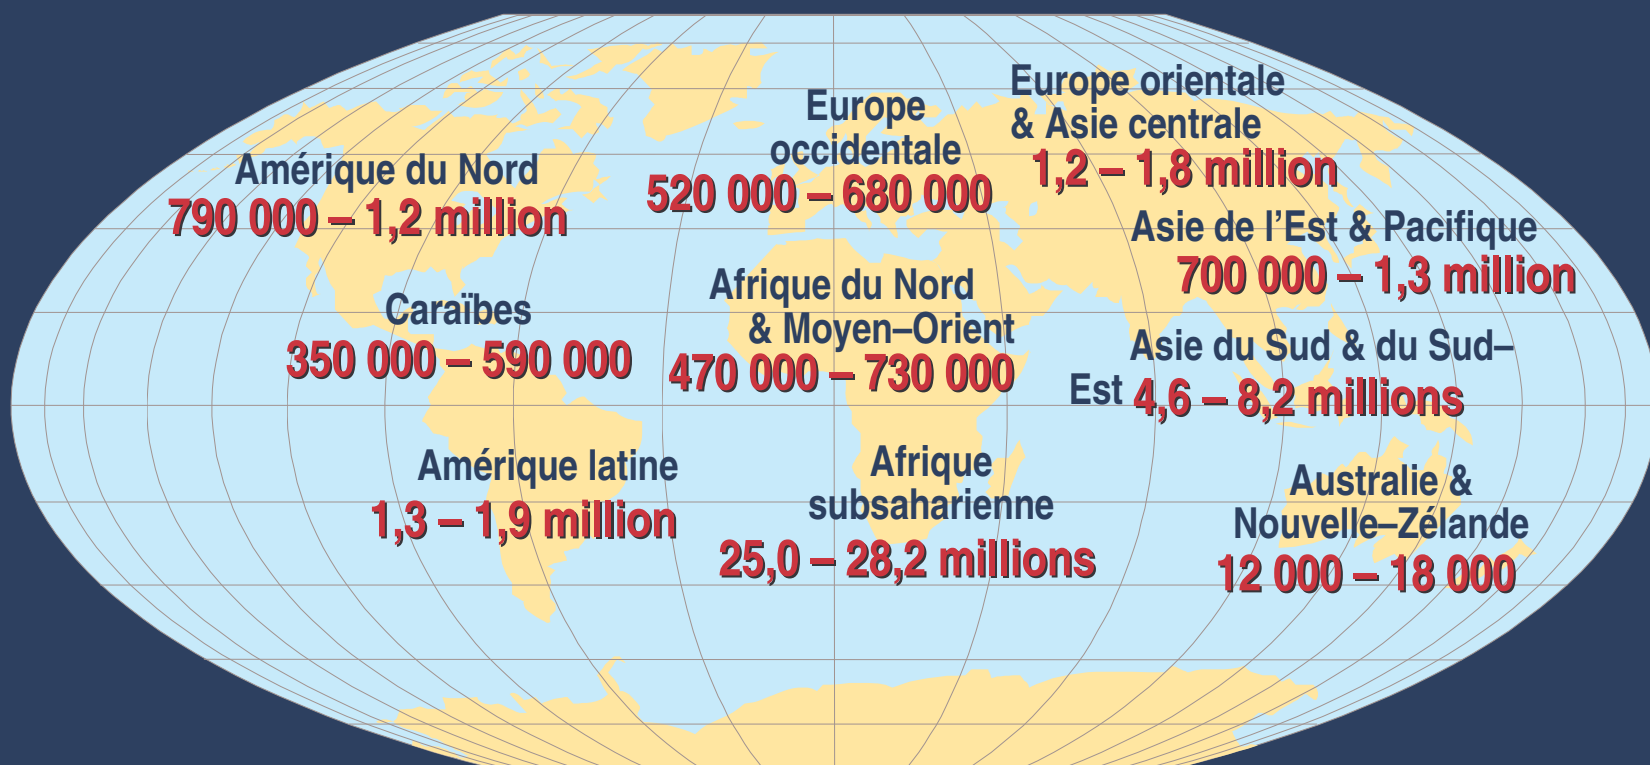 Europe orientale
& Asie centrale
1,2 – 1,8 million
Europe
occidentale
520 000 – 680 000
Amérique du Nord
790 000 – 1,2 million
Asie de l’Est & Pacifique
700 000 – 1,3 million
Afrique du Nord
& Moyen–Orient
470 000 – 730 000
Caraïbes
350 000 – 590 000
Asie du Sud & du Sud–
Est 4,6 – 8,2 millions
Amérique latine
1,3 – 1,9 million
Afrique
subsaharienne
25,0 – 28,2 millions
Australie &
Nouvelle–Zélande
12 000 – 18 000